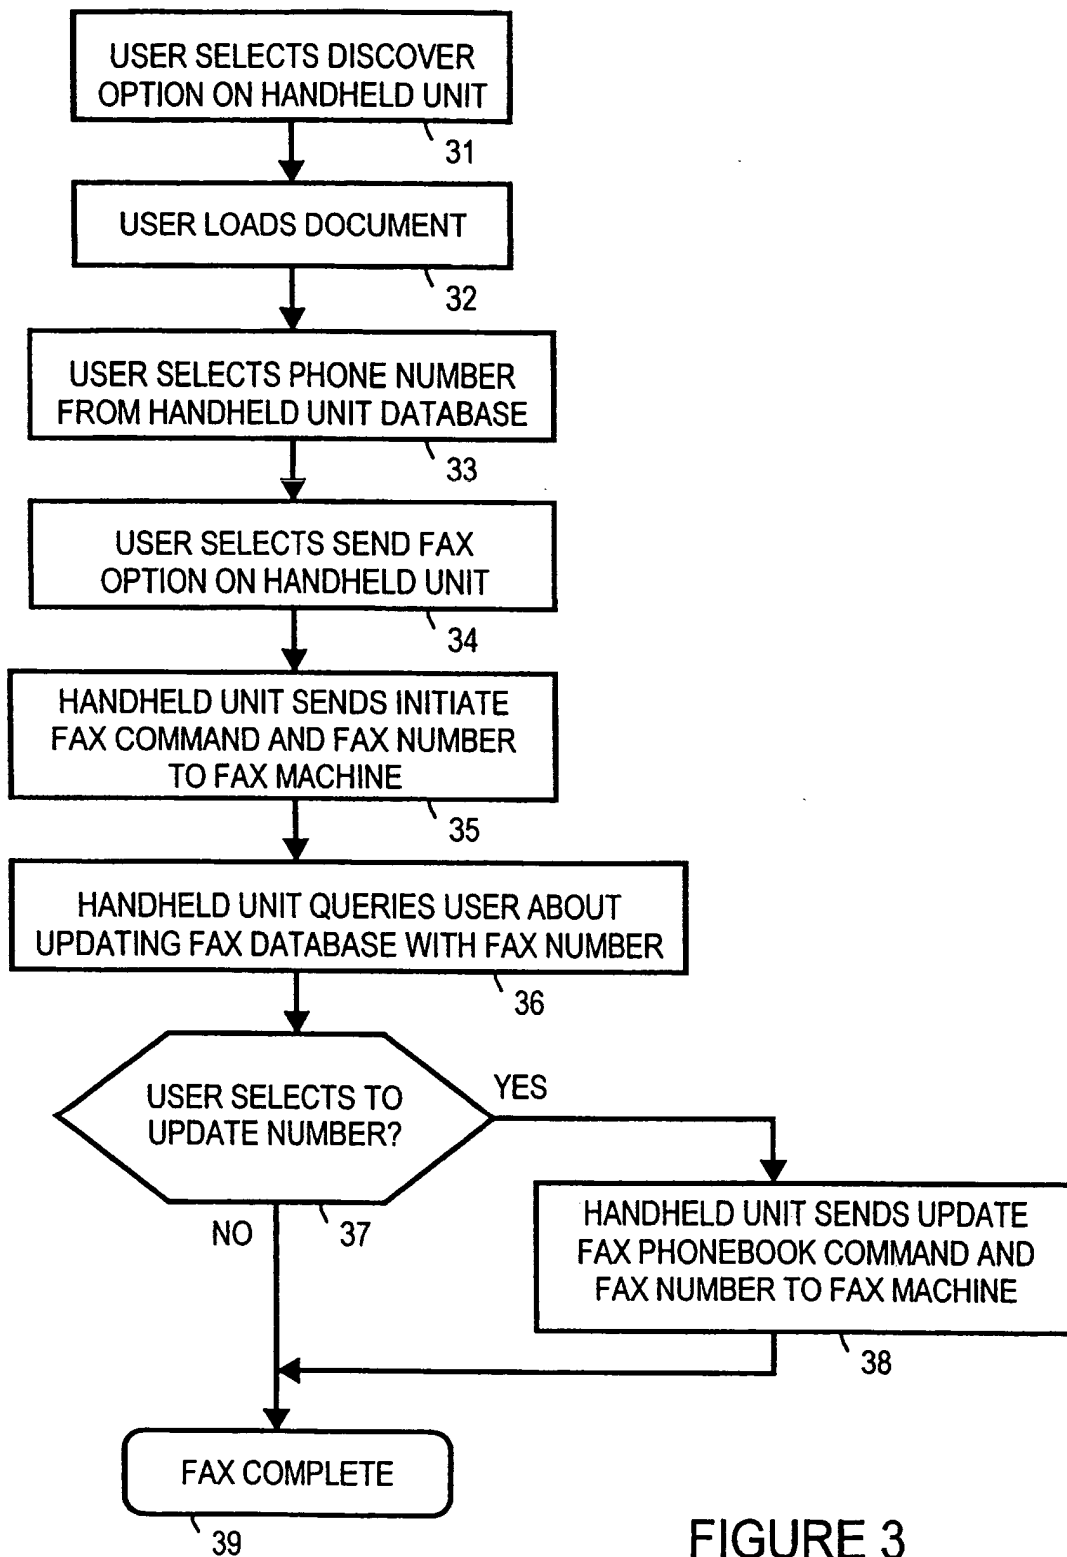 USER SELECTS DISCOVER
OPTION ON HANDHELD UNIT
31
USER LOADS DOCUMENT
32
USER SELECTS PHONE NUMBER
FROM HANDHELD UNIT DATABASE
33
USER SELECTS SEND FAX
OPTION ON HANDHELD UNIT
34
HANDHELD UNIT SENDS INITIATE
FAX COMMAND AND FAX NUMBER
TO FAX MACHINE
35
HANDHELD UNIT QUERIES USER ABOUT
UPDATING FAX DATABASE WITH FAX NUMBER
36
USER SELECTS TO
UPDATE NUMBER?
YES
NO
37
HANDHELD UNIT SENDS UPDATE
FAX PHONEBOOK COMMAND AND
FAX NUMBER TO FAX MACHINE
38
FAX COMPLETE
39
FIGURE 3